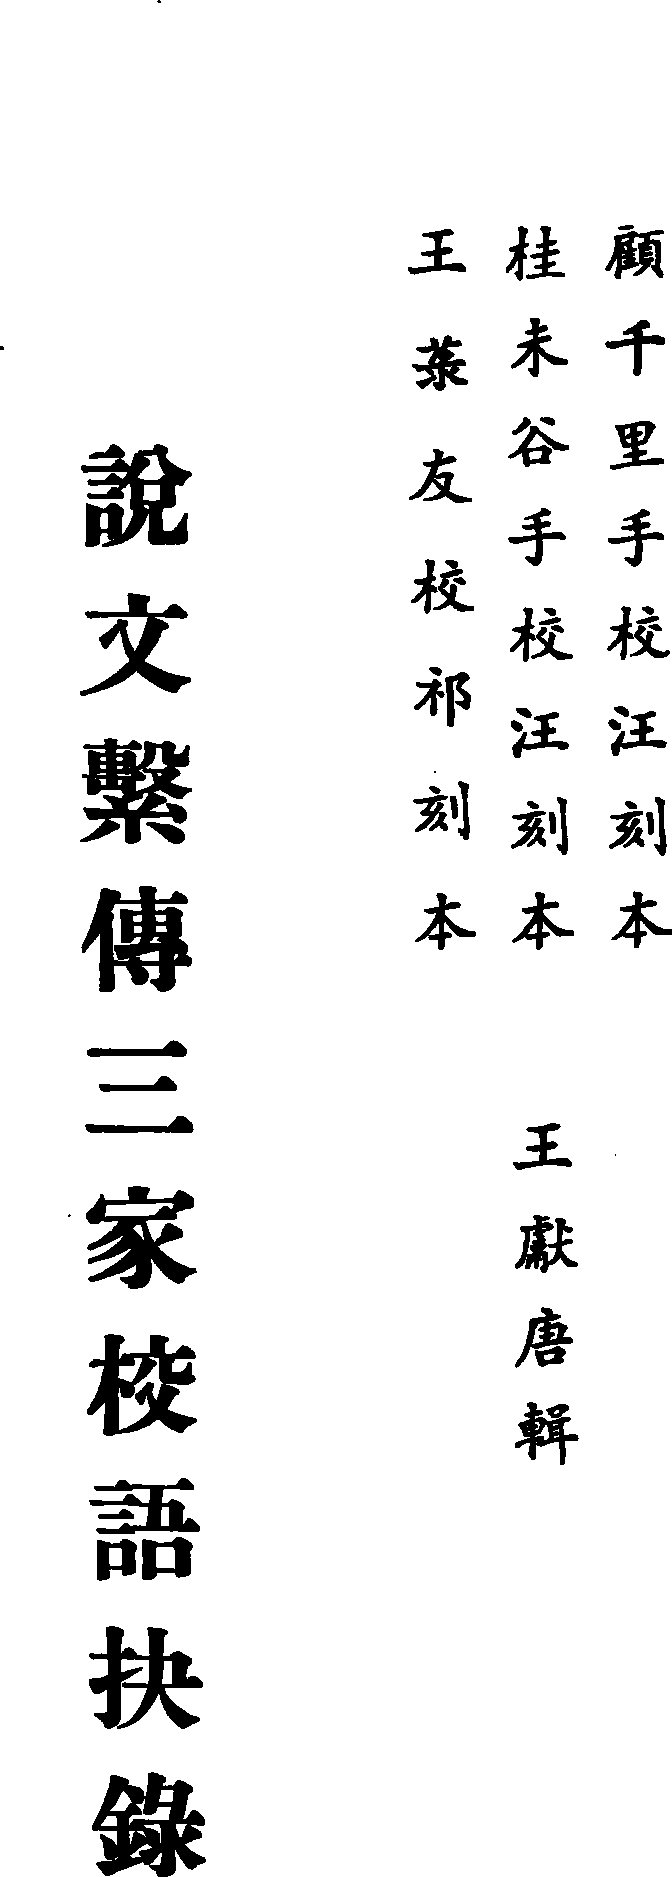 顧千里手校汪刻本
桂未谷手校汪刻本
王菉友校祁刻本
王獻唐輯
說文繫傳三家校語抉錄